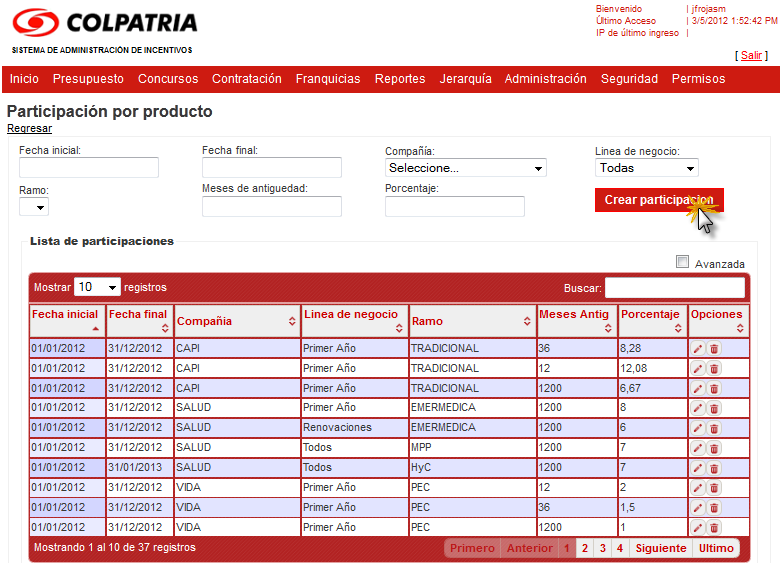 COLPATRIA
SISTEMA DE ADMINISTRACIÓN DE INCENTIVOS
Bienvenido | jfrojasm
Último Acceso | 3/5/2012 1:52:42 PM
IP de último ingreso |
[ Salir ]
Inicio Presupuesto Concursos Contratación Franquicias Reportes Jerarquía Administración Seguridad Permisos
Participación por producto
Regresar
Fecha inicial: Fecha final: Compañía: Linea de negocio:
Seleccione... Todas
Ramo: Meses de antiguedad: Porcentaje:
Crear participacion
Lista de participaciones
Avanzada
Mostrar 10 registros Buscar:
Fecha inicial Fecha final Compañia Linea de negocio Ramo Meses Antig Porcentaje Opciones
01/01/2012 31/12/2012 CAPI Primer Año TRADICIONAL 36 8,28
01/01/2012 31/12/2012 CAPI Primer Año TRADICIONAL 12 12,08
01/01/2012 31/12/2012 CAPI Primer Año TRADICIONAL 1200 6,67
01/01/2012 31/12/2012 SALUD Primer Año EMERMEDICA 1200 8
01/01/2012 31/12/2012 SALUD Renovaciones EMERMEDICA 1200 6
01/01/2012 31/12/2012 SALUD Todos MPP 1200 7
01/01/2012 31/01/2013 SALUD Todos HyC 1200 7
01/01/2012 31/12/2012 VIDA Primer Año PEC 12 2
01/01/2012 31/12/2012 VIDA Primer Año PEC 36 1,5
01/01/2012 31/12/2012 VIDA Primer Año PEC 1200 1
Mostrando 1 al 10 de 37 registros Primero Anterior 1 2 3 4 Siguiente Ultimo